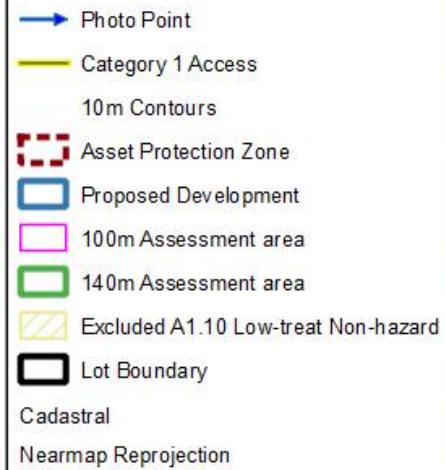 Photo Point
Category 1 Access
10m Contours
Asset Protection Zone
Proposed Development
100m Assessment area
140m Assessment area
Excluded A1.10 Low-treat Non-hazard
Lot Boundary
Cadastral
Nearmap Reprojection